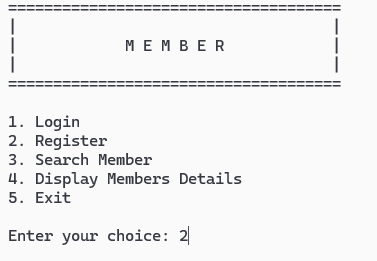 =====================================
|                                   |
|            M E M B E R            |
|                                   |
=====================================
1. Login
2. Register
3. Search Member
4. Display Members Details
5. Exit
Enter your choice: 2